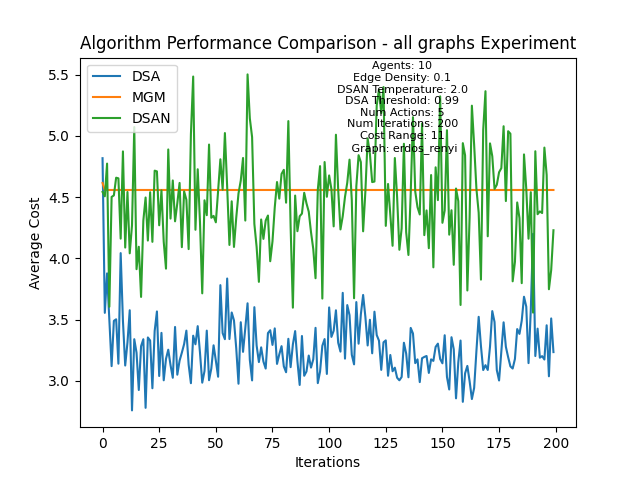 Algorithm Performance Comparison - all graphs Experiment
DSA
MGM
DSAN
Agents: 10
Edge Density: 0.1
DSAN Temperature: 2.0
DSA Threshold: 0.99
Num Actions: 5
Num Iterations: 200
Cost Range: 11
Graph: erdos_renyi
Average Cost
5.5
5.0
4.5
4.0
3.5
3.0
0 25 50 75 100 125 150 175 200
Iterations